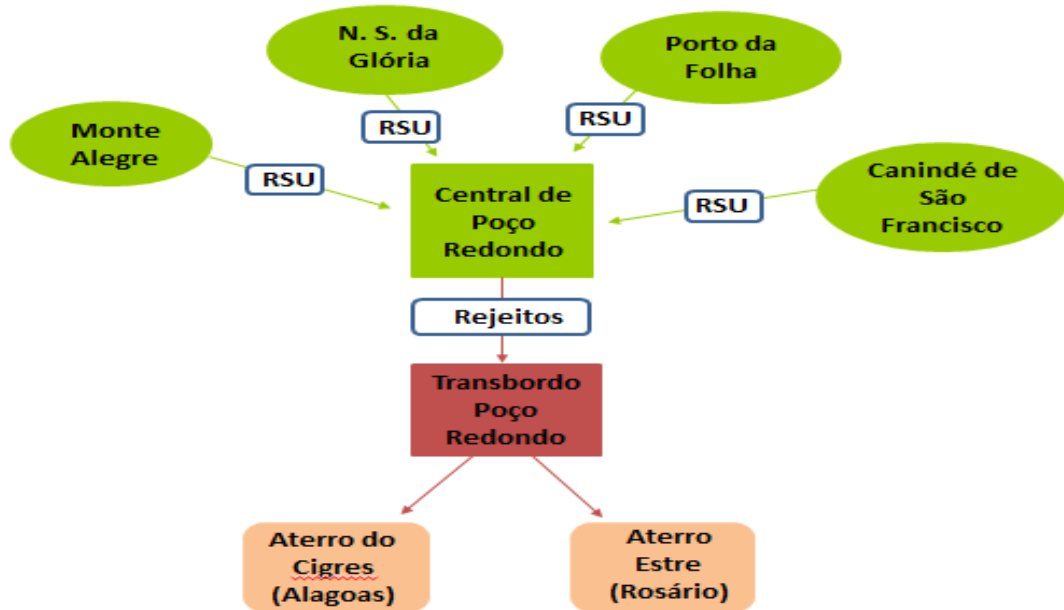 N. S. da
Glória
Porto da
Folha
Monte
Alegre
RSU
RSU
RSU
RSU
Canindé de
São
Francisco
Central de
Poço
Redondo
Rejeitos
Transbordo
Poço
Redondo
Aterro do
Cigres
(Alagoas)
Aterro
Estre
(Rosário)